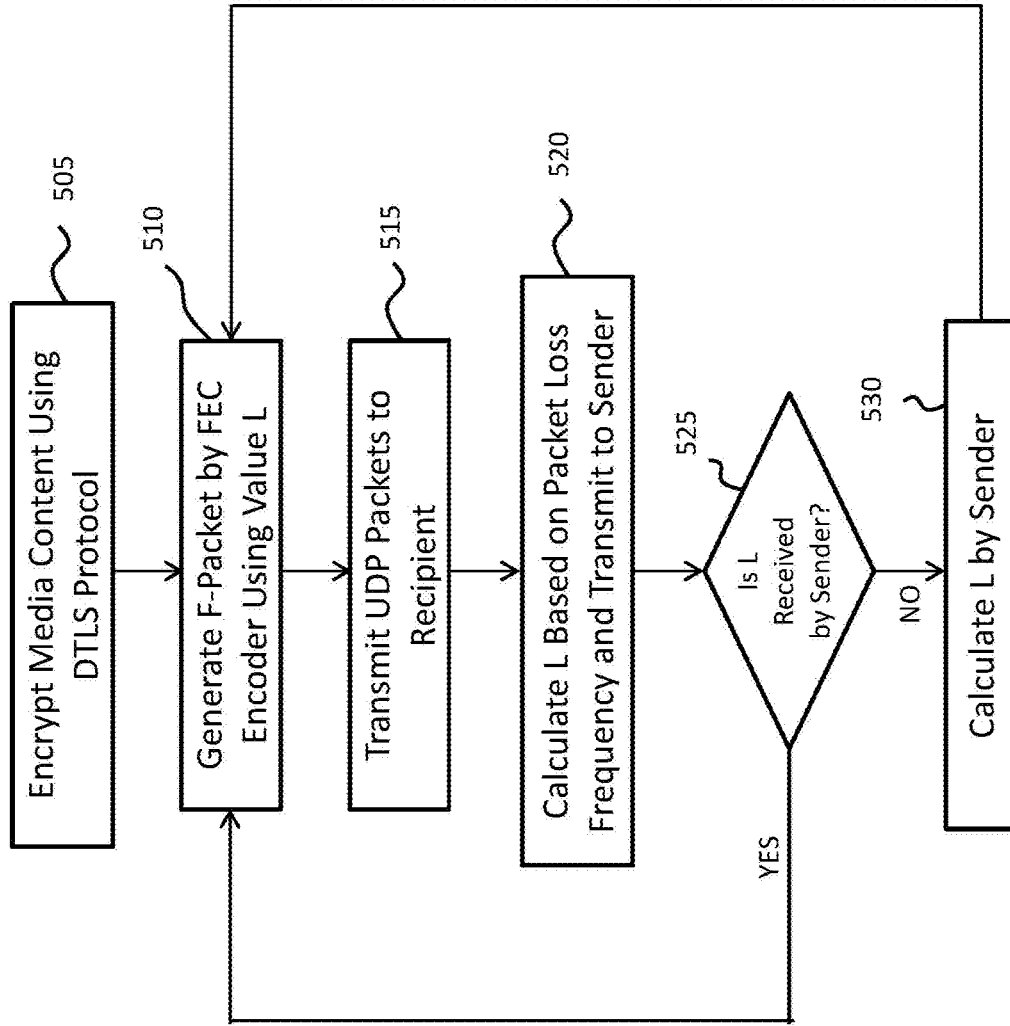 Encrypt Media Content Using
DTLS Protocol
505
510
Generate F-Packet by FEC
Encoder Using Value L
515
Transmit UDP Packets to
Recipient
520
Calculate L Based on Packet Loss
Frequency and Transmit to Sender
525
Is L
Received
by Sender?
YES
NO
530
Calculate L by Sender